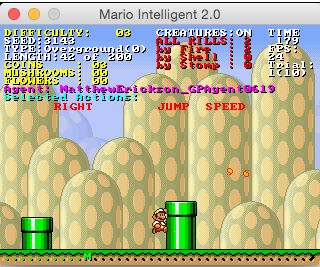 Mario Intelligent 2.0
DIFFICULTY: 03 CREATURES:ON TIME
SEED:3143 ALL KILLS: 2 179
TYPE:Overground(0) by Fire : 2 FPS:
LENGTH:42 of 200 by Shell : 0 24
COINS : 03 by Stomp : 0 Trial:
MUSHROOMS: 00 1(10)
FLOWERS : 00
Agent: MatthewErickson_GPAgent0619
Selected Actions:
RIGHT JUMP SPEED